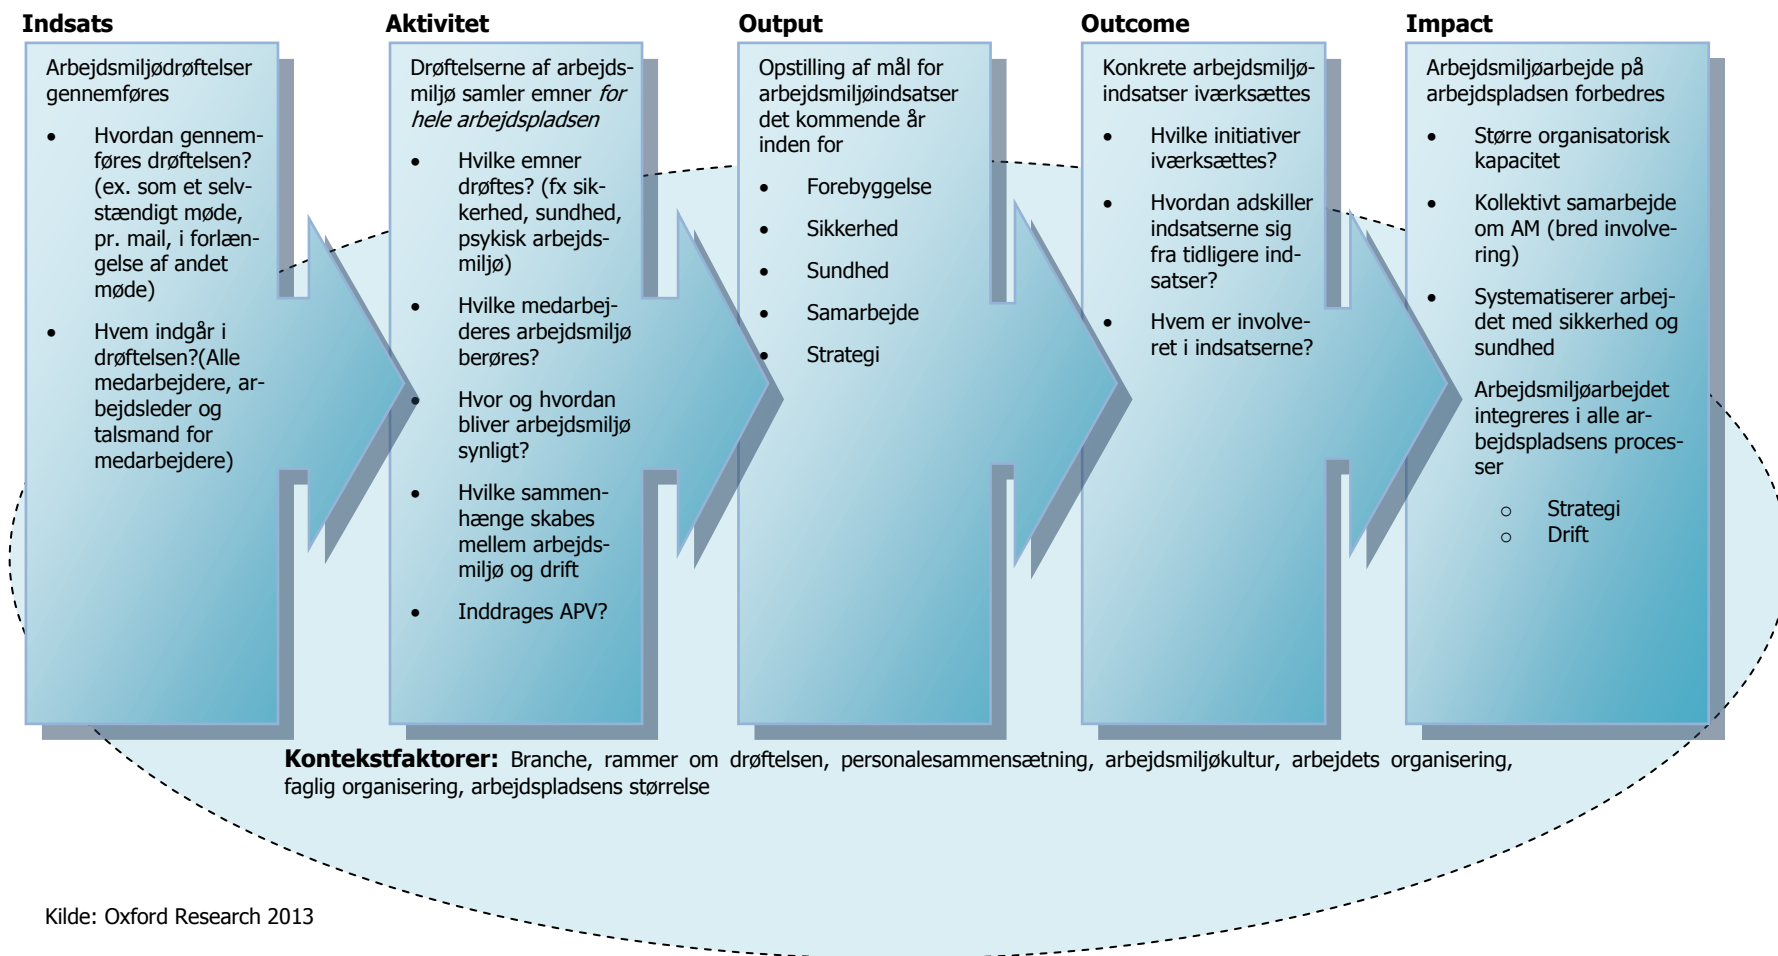 Indsats
Arbejdsmiljødrøftelser
gennemføres
• Hvordan gennem-
føres drøftelsen?
(ex. som et selv-
stændigt møde,
pr. mail, i forlæn-
gelse af andet
møde)
• Hvem indgår i
drøftelsen?(Alle
medarbejdere, ar-
bejdsleder og
talsmand for
medarbejdere)
Aktivitet
Drøftelserne af arbejds-
miljø samler emner for
hele arbejdspladsen
• Hvilke emner
drøftes? (fx sik-
kerhed, sundhed,
psykisk arbejds-
miljø)
• Hvilke medarbej-
deres arbejdsmiljø
berøres?
• Hvor og hvordan
bliver arbejdsmiljø
synligt?
• Hvilke sammen-
hænge skabes
mellem arbejds-
miljø og drift
• Inddrages APV?
Output
Opstilling af mål for
arbejdsmiljøindsatser
det kommende år
inden for
• Forebyggelse
• Sikkerhed
• Sundhed
• Samarbejde
• Strategi
Outcome
Konkrete arbejdsmiljø-
indsatser iværksættes
• Hvilke initiativer
iværksættes?
• Hvordan adskiller
indsatserne sig
fra tidligere ind-
satser?
• Hvem er involve-
ret i indsatserne?
Impact
Arbejdsmiljøarbejde på
arbejdspladsen forbedres
• Større organisatorisk
kapacitet
• Kollektivt samarbejde
om AM (bred involve-
ring)
• Systematiserer arbej-
det med sikkerhed og
sundhed
Arbejdsmiljøarbejdet
integreres i alle ar-
bejdspladsens proces-
ser
o Strategi
o Drift
Kontekstfaktorer: Branche, rammer om drøftelsen, personalesammensætning, arbejdsmiljøkultur, arbejdets organisering,
faglig organisering, arbejdspladsens størrelse
Kilde: Oxford Research 2013